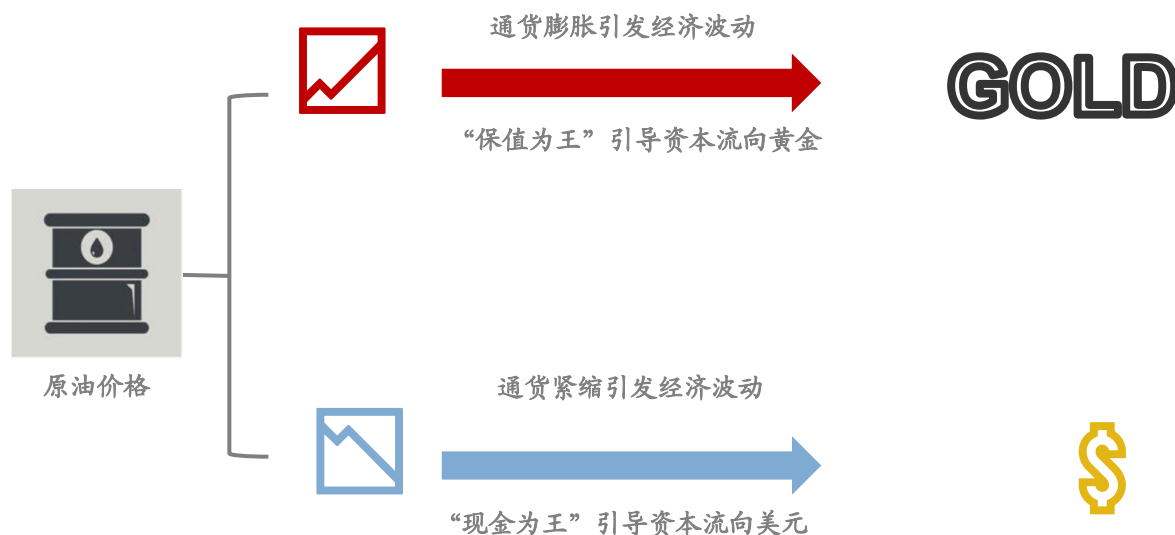 通货膨胀引发经济波动
GOLD
“保值为王”引导资本流向黄金
原油价格
通货紧缩引发经济波动
$
“现金为王”引导资本流向美元